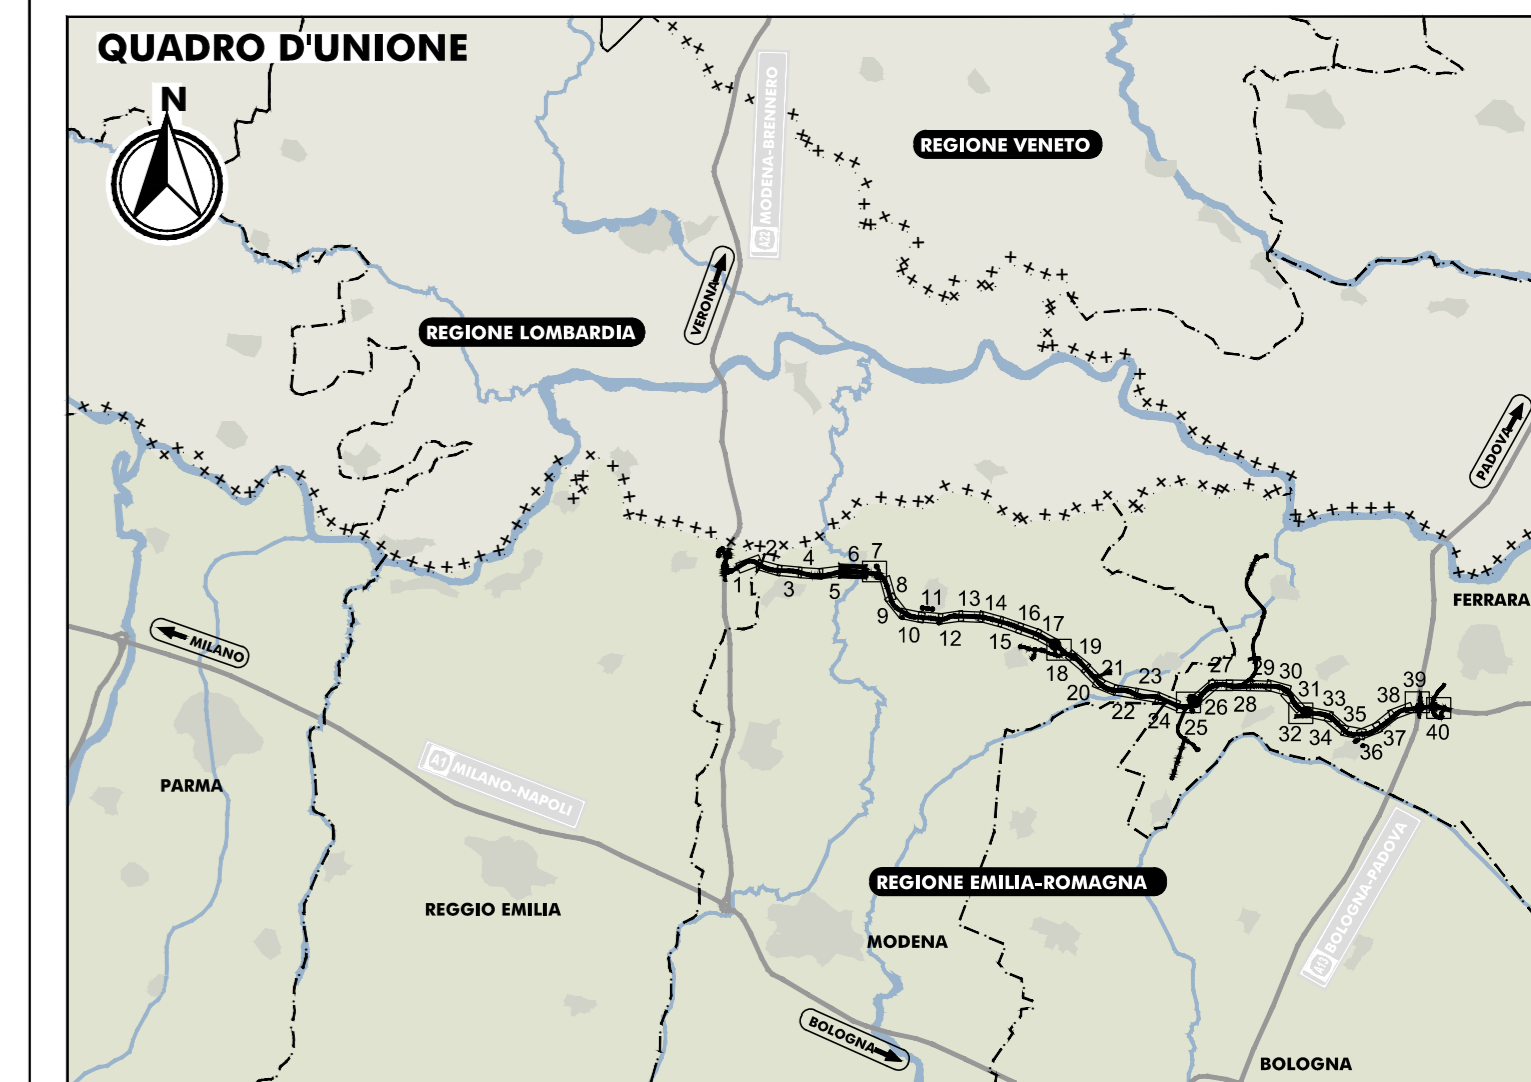 QUADRO D'UNIONE
N
A22 MODENA-BRENNERO
REGIONE VENETO
VERONA
REGIONE LOMBARDIA
PADOVA
1
2
3
4
5
6
7
8
9
10
11
12
13
14
15
16
17
18
19
20
21
22
23
24
25
26
27
28
29
30
31
32
33
34
35
36
37
38
39
40
FERRARA
MILANO
PARMA
A1 MILANO-NAPOLI
REGGIO EMILIA
REGIONE EMILIA-ROMAGNA
MODENA
A13 BOLOGNA-PADOVA
BOLOGNA
BOLOGNA